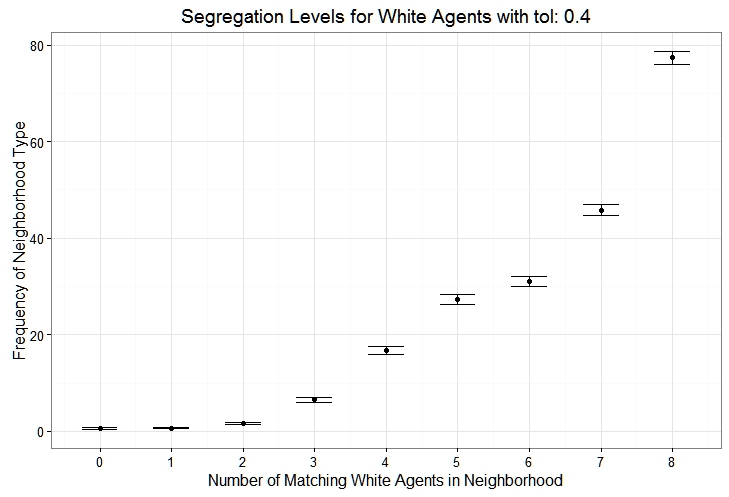 Segregation Levels for White Agents with tol: 0.4
Frequency of Neighborhood Type
80
60
40
20
0
0 1 2 3 4 5 6 7 8
Number of Matching White Agents in Neighborhood